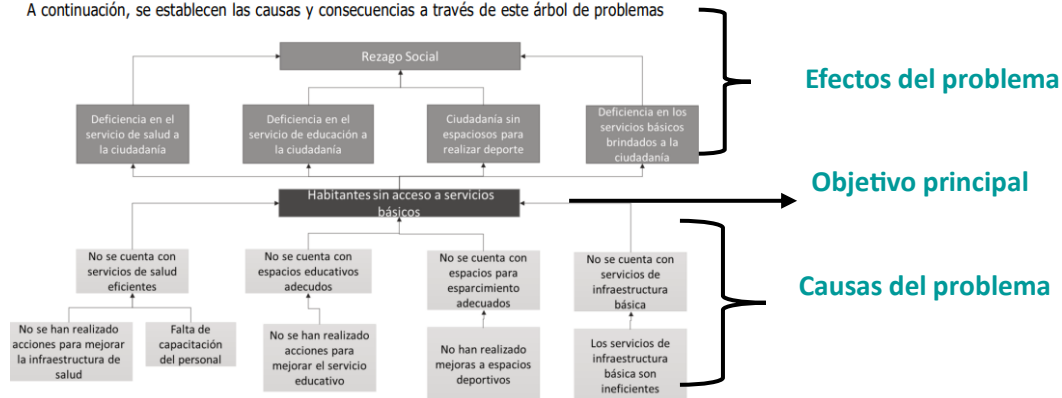 A continuación, se establecen las causas y consecuencias a través de este árbol de problemas
Rezago Social
Efectos del problema
Deficiencia en el
servicio de salud a
la ciudadanía
Deficiencia en el
servicio de educación a
la ciudadanía
Ciudadanía sin
espaciosos para
realizar deporte
Deficiencia en los
servicios básicos
brindados a la
ciudadanía
Habitantes sin acceso a servicios
básicos
Objetivo principal
No se cuenta con
servicios de salud
eficientes
No se cuenta con
espacios educativos
adecudos
No se cuenta con
espacios para
esparcimiento
adecuados
No se cuenta con
servicios de
infraestructura
básica
Causas del problema
No se han realizado
acciones para mejorar
la infraestructura de
salud
Falta de
capacitación
del personal
No se han realizado
acciones para
mejorar el servicio
educativo
No han realizado
mejoras a espacios
deportivos
Los servicios de
infraestructura
básica son
ineficientes